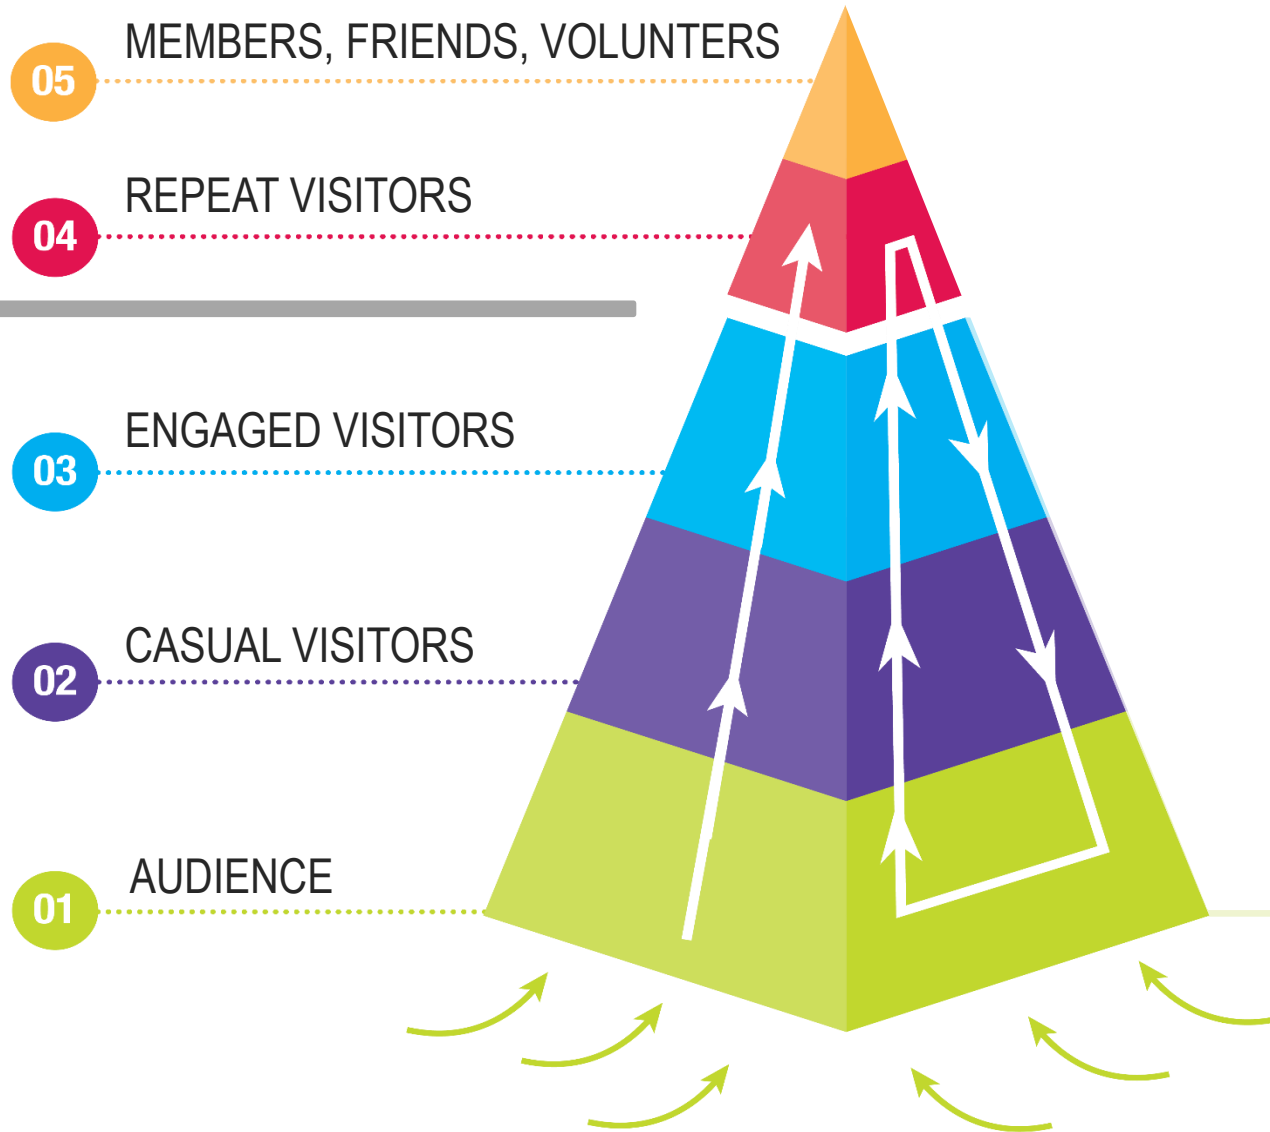 MEMBERS, FRIENDS, VOLUNTERS
05
REPEAT VISITORS
04
ENGAGED VISITORS
03
CASUAL VISITORS
02
AUDIENCE
01